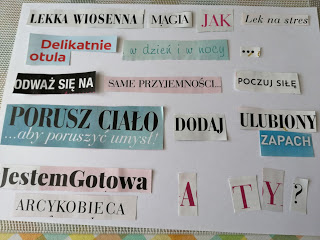 LEKKA WIOSENNA MAGIA JAK Lek na stres
Delikatnie otula w dzień i w nocy ...
ODWAŻ SIĘ NA SAME PRZYJEMNOŚCI... POCZUJ SIŁĘ
PORUSZ CIAŁO
...aby poruszyć umysł! DODAJ ULUBIONY
ZAPACH
JestemGotowa A TY?
ARCYKOBIECA